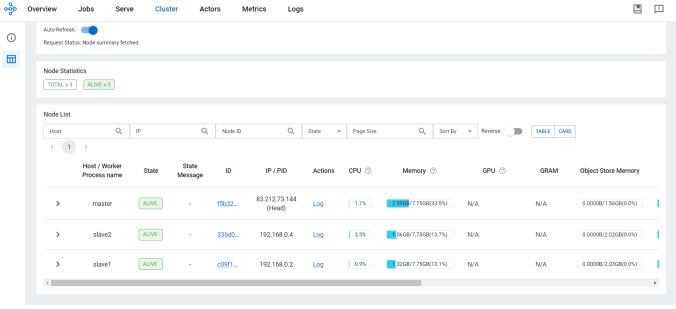 Overview Jobs Serve Cluster Actors Metrics Logs
Auto Refresh:
Request Status: Node summary fetched.
Node Statistics
TOTAL x 3 ALIVE x 3
Node List
Host IP Node ID State Page Size Sort By Reverse: TABLE CARD
1
Host / Worker Process name State State Message ID IP / PID Actions CPU Memory GPU GRAM Object Store Memory
master ALIVE - f5b32... 83.212.73.144 (Head) Log 1.1% 2.59GB/7.75GB(33.5%) N/A N/A 0.0000B/1.56GB(0.0%)
slave2 ALIVE - 336d0... 192.168.0.4 Log 3.3% 1.06GB/7.75GB(13.7%) N/A N/A 0.0000B/2.02GB(0.0%)
slave1 ALIVE - c09f1... 192.168.0.2 Log 0.9% 1.02GB/7.75GB(13.1%) N/A N/A 0.0000B/2.03GB(0.0%)